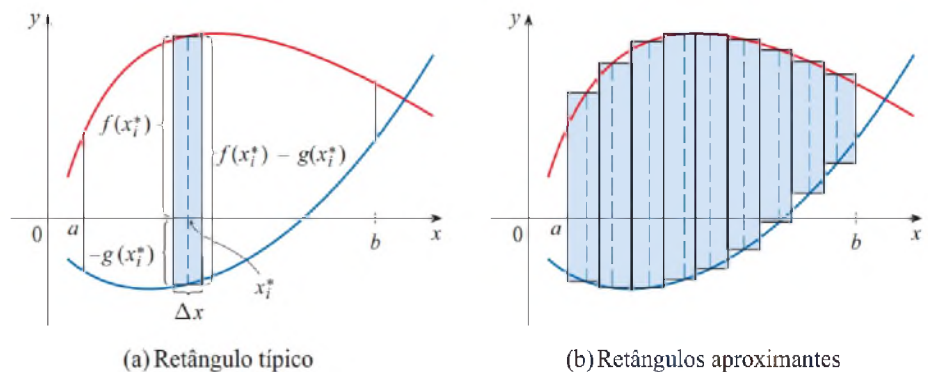 y
f(x_i^*)
f(x_i^*) − g(x_i^*)
0
a
b
x
−g(x_i^*)
x_i^*
Δx
(a) Retângulo típico
y
0
a
b
x
(b) Retângulos aproximantes